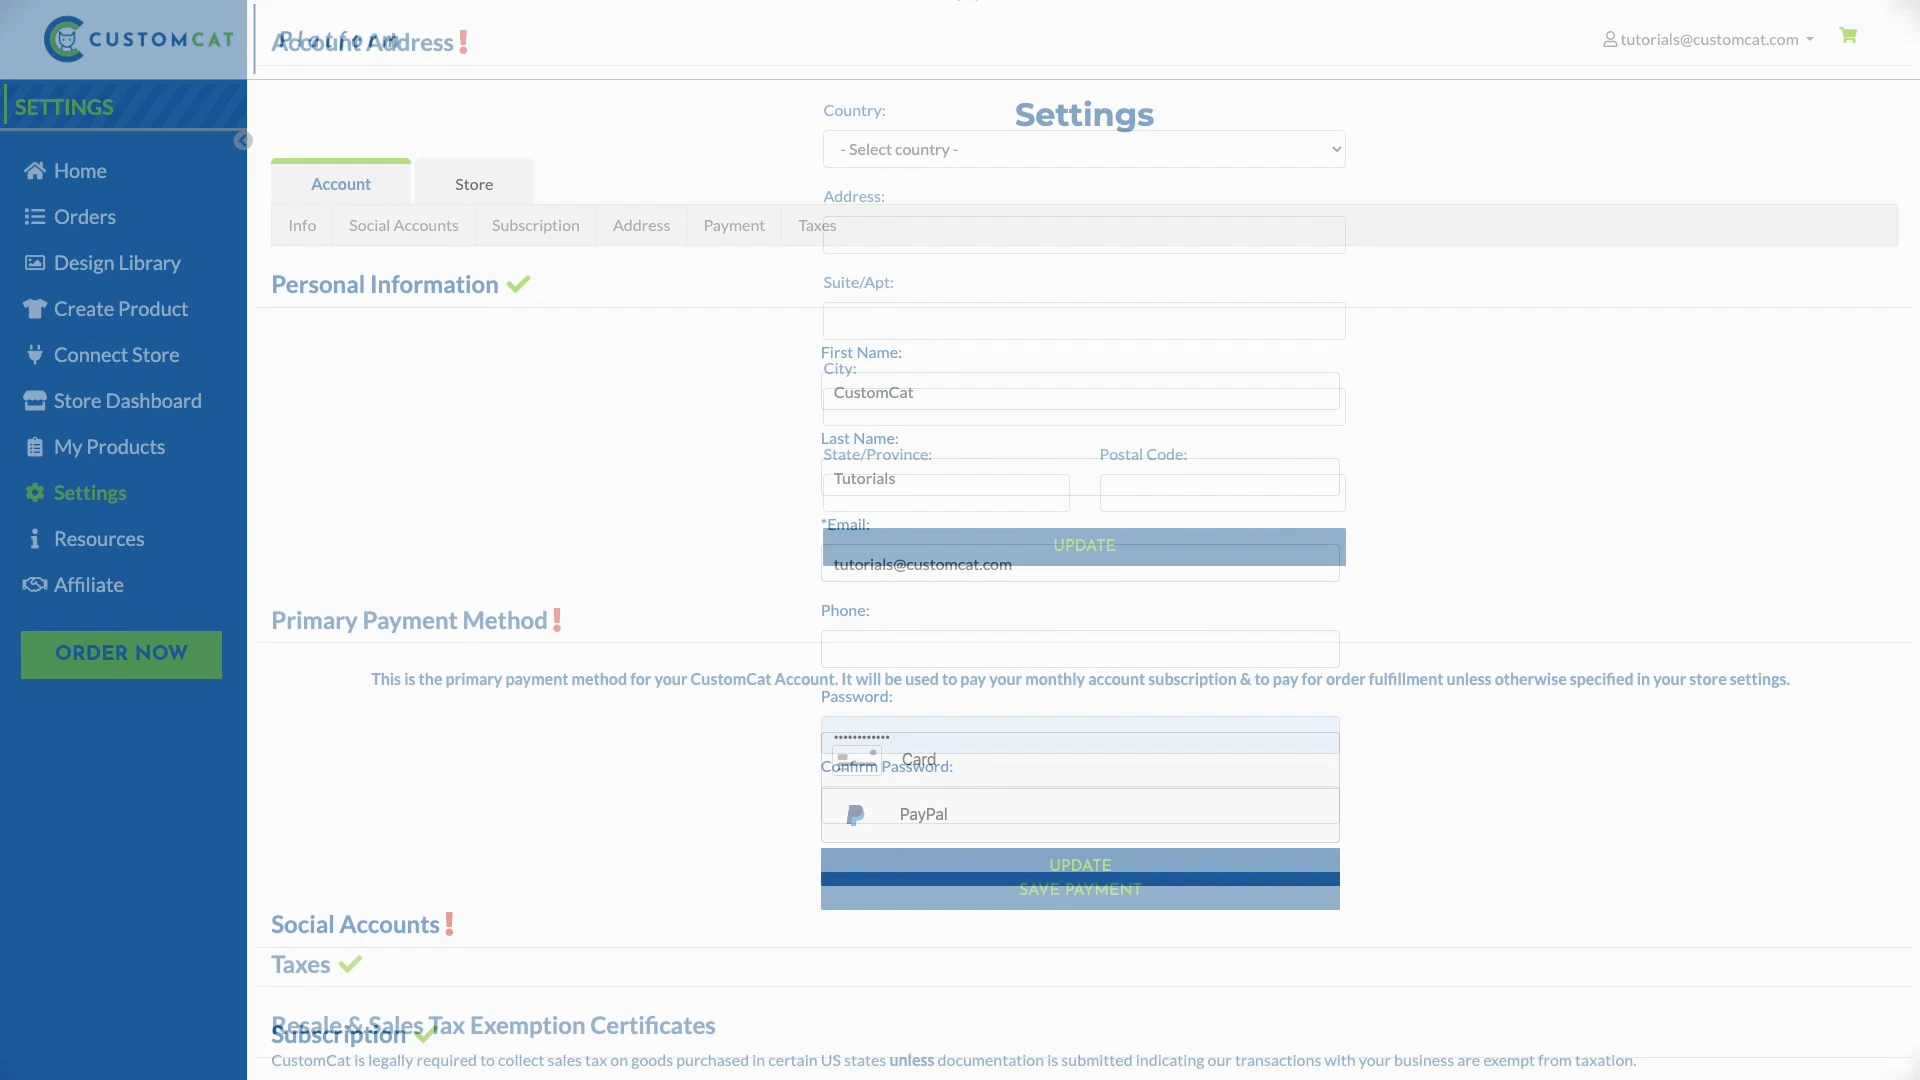 CUSTOMCAT
Platform
Account Address
tutorials@customcat.com
SETTINGS
Settings
Country:
- Select country -
Home
Orders
Design Library
Create Product
Connect Store
Store Dashboard
My Products
Settings
Resources
Affiliate
ORDER NOW
Account
Store
Address:
Info
Social Accounts
Subscription
Address
Payment
Taxes
Personal Information
Suite/Apt:
First Name:
City:
CustomCat
Last Name:
State/Province:
Postal Code:
Tutorials
*Email:
UPDATE
tutorials@customcat.com
Phone:
Primary Payment Method
This is the primary payment method for your CustomCat Account. It will be used to pay your monthly account subscription & to pay for order fulfillment unless otherwise specified in your store settings.
Password:
Card
Confirm Password:
PayPal
UPDATE
SAVE PAYMENT
Social Accounts
Taxes
Resale & Sales Tax Exemption Certificates
Subscription
CustomCat is legally required to collect sales tax on goods purchased in certain US states unless documentation is submitted indicating our transactions with your business are exempt from taxation.